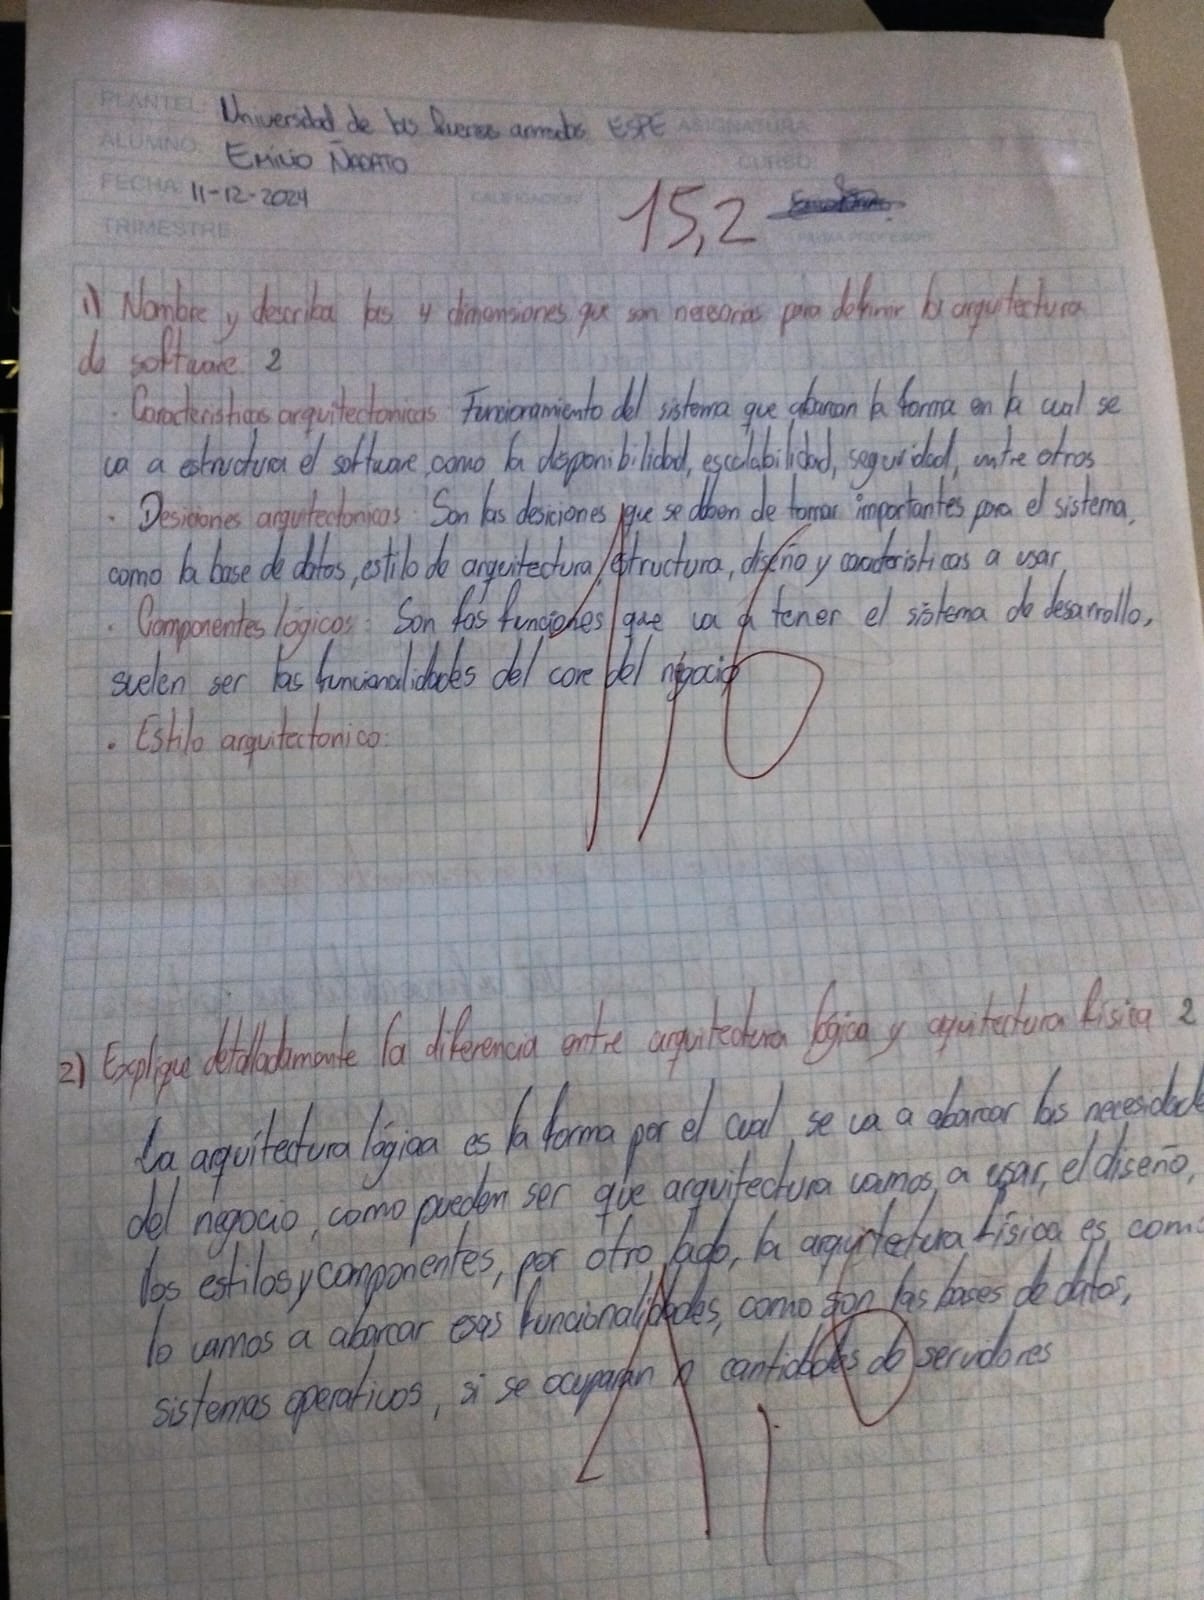 PLANTEL: Universidad de las fuerzas armadas ESPE ASIGNATURA:
ALUMNO: EMILIO CURSO:
FECHA: 11-12-2024 CALIFICACION 15,2
TRIMESTRE: FIRMA PROFESOR
1) Nombre y describa las 4 dimensiones que son necesarias para definir la arquitectura
de software. 2
· Caracteristicas arquitectonicas: Funcionamiento del sistema que abarcan la forma en la cual se
va a estructura el software, como la disponibilidad, escalabilidad, seguridad, entre otros
· Desiciones arquitectonicas: Son las desiciones que se deben de tomar importantes para el sistema,
como la base de datos, estilo de arquitectura, estructura, diseño y caracteristicas a usar.
· Componentes lógicos: Son las funciones que va a tener el sistema de desarrollo,
suelen ser las funcionalidades del core del negocio
· Estilo arquitectonico:
1,6
2) Explique detalladamente la diferencia entre arquitectura lógica y arquitectura física 2
La arquitectura lógica es la forma por el cual se va a abarcar las necesidade
del negocio, como pueden ser que arquitectura vamos a usar, el diseño,
los estilos y componentes, por otro lado, la arquitectura física es com
lo vamos a abarcar esas funcionalidades, como son las bases de datos,
sistemas operativos, si se ocuparan n cantidades de servidores